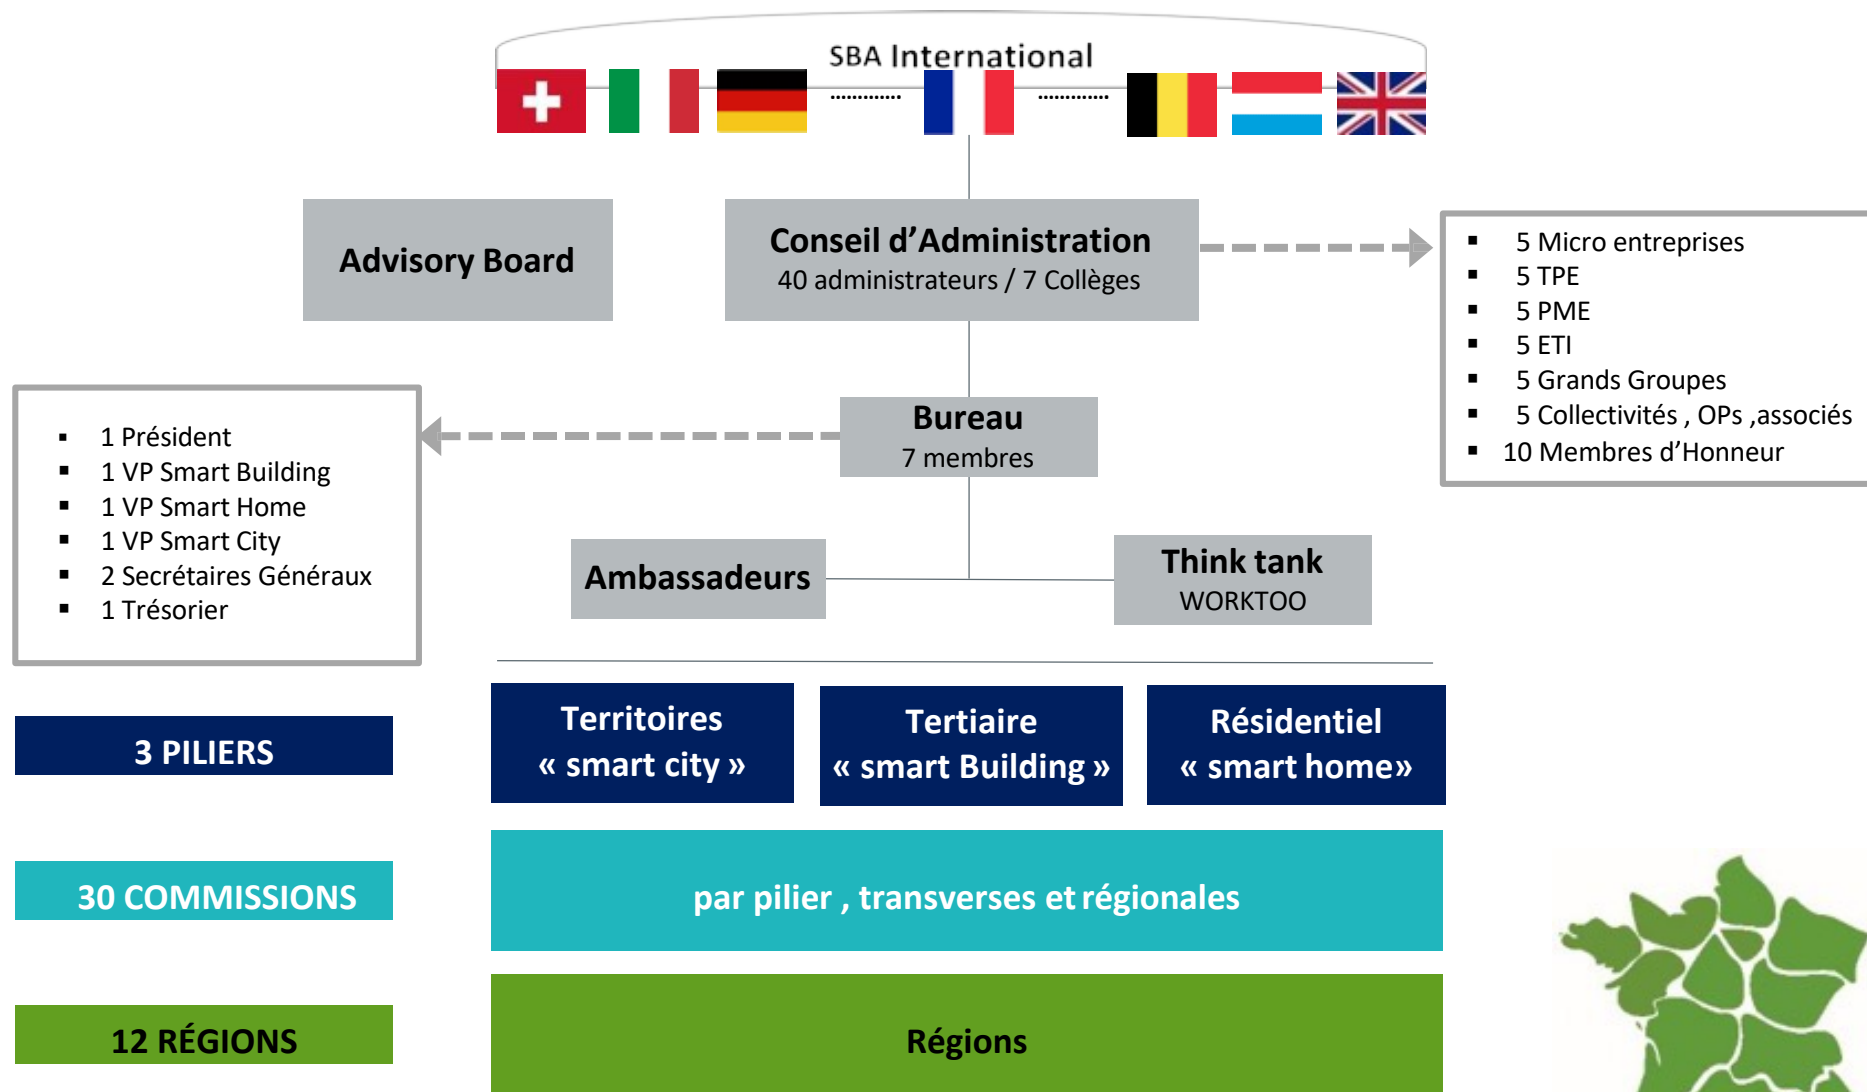 SBA International
Advisory Board
Conseil d’Administration
40 administrateurs / 7 Collèges
▪ 5 Micro entreprises
▪ 5 TPE
▪ 5 PME
▪ 5 ETI
▪ 5 Grands Groupes
▪ 5 Collectivités , OPs ,associés
▪ 10 Membres d’Honneur
Bureau
7 membres
▪ 1 Président
▪ 1 VP Smart Building
▪ 1 VP Smart Home
▪ 1 VP Smart City
▪ 2 Secrétaires Généraux
▪ 1 Trésorier
Ambassadeurs
Think tank
WORKTOO
3 PILIERS
Territoires
« smart city »
Tertiaire
« smart Building »
Résidentiel
« smart home»
30 COMMISSIONS
par pilier , transverses et régionales
12 RÉGIONS
Régions